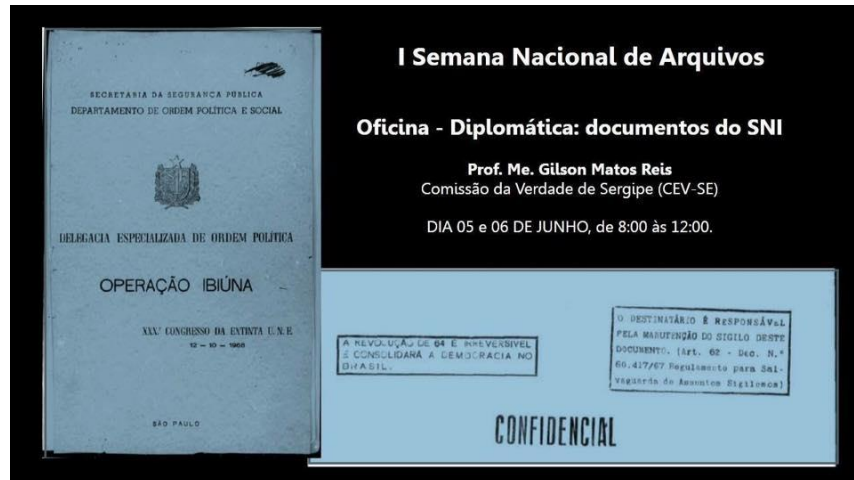 SECRETARIA DA SEGURANÇA PÚBLICA
DEPARTAMENTO DE ORDEM POLÍTICA E SOCIAL
DELEGACIA ESPECIALIZADA DE ORDEM POLÍTICA
OPERAÇÃO IBIÚNA
XXX.º CONGRESSO DA EXTINTA U. N. E.
12 — 10 — 1968
SÃO PAULO
I Semana Nacional de Arquivos
Oficina - Diplomática: documentos do SNI
Prof. Me. Gilson Matos Reis
Comissão da Verdade de Sergipe (CEV-SE)
DIA 05 e 06 DE JUNHO, de 8:00 às 12:00.
A REVOLUÇÃO DE 64 É IRREVERSIVEL
E CONSOLIDARÁ A DEMOCRACIA NO
BRASIL.
O DESTINATÁRIO É RESPONSÁVEL
PELA MANUTENÇÃO DO SIGILO DESTE
DOCUMENTO. (Art. 62 - Dec. N.º
60.417/67 Regulamento para Sal-
vaguarda de Assuntos Sigilosos)
CONFIDENCIAL